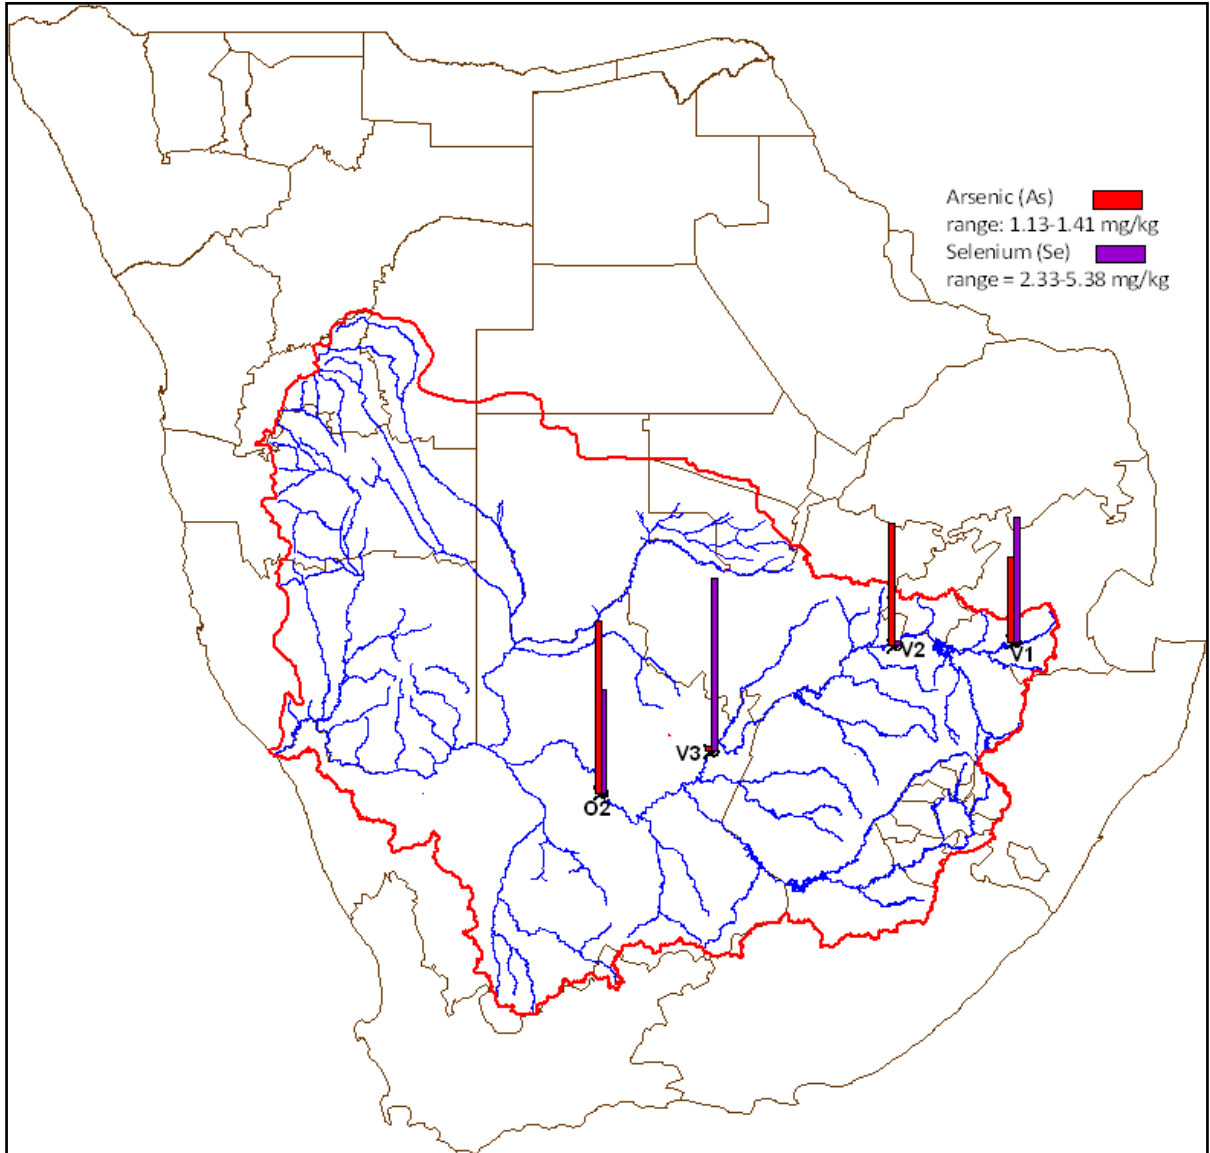 Arsenic (As)
range: 1.13-1.41 mg/kg
Selenium (Se)
range = 2.33-5.38 mg/kg
V2
V1
V3
O2